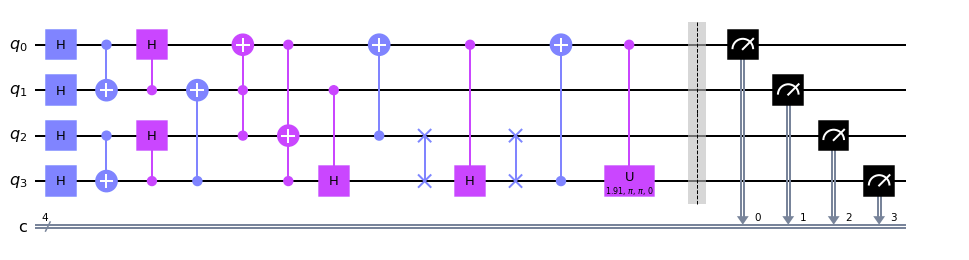 q0 H H
q1 H
q2 H H
q3 H H H U
1.91, π, π, 0
c 4 0 1 2 3